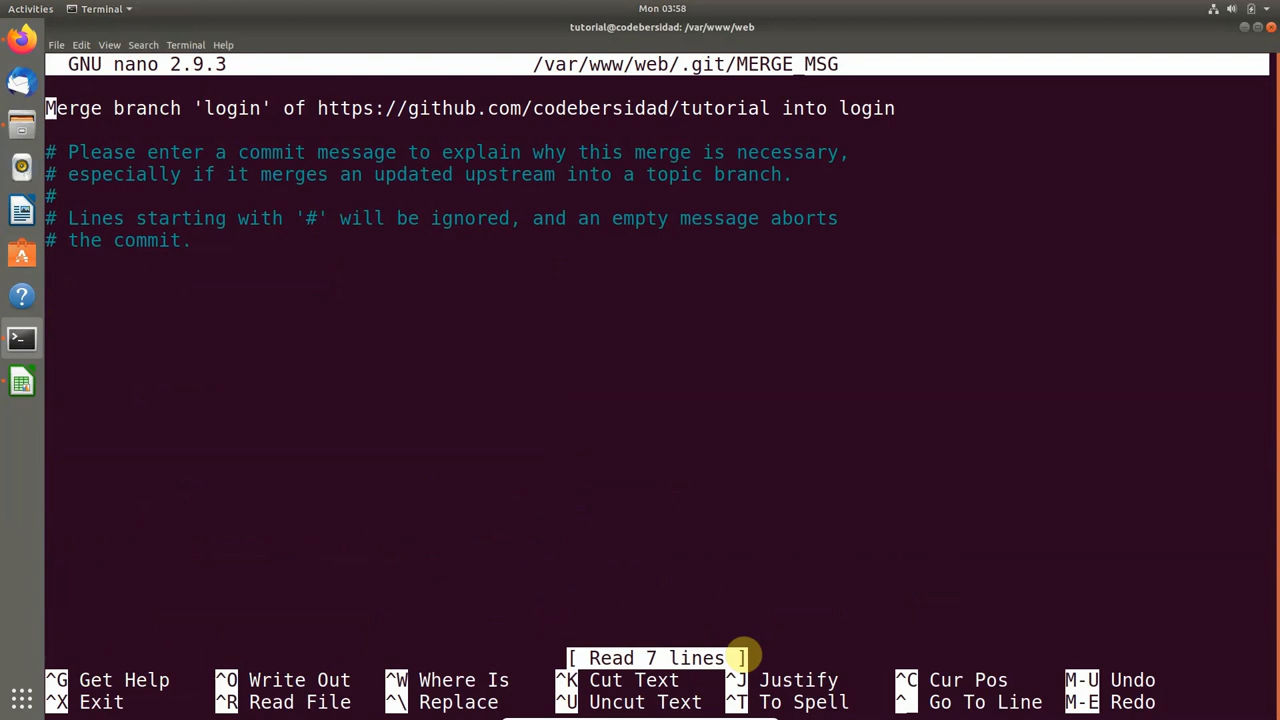 Activities Terminal Mon 03:58
tutorial@codebersidad: /var/www/web
File Edit View Search Terminal Help
GNU nano 2.9.3 /var/www/web/.git/MERGE_MSG
Merge branch 'login' of https://github.com/codebersidad/tutorial into login
# Please enter a commit message to explain why this merge is necessary,
# especially if it merges an updated upstream into a topic branch.
#
# Lines starting with '#' will be ignored, and an empty message aborts
# the commit.
[ Read 7 lines ]
^G Get Help ^O Write Out ^W Where Is ^K Cut Text ^J Justify ^C Cur Pos M-U Undo
^X Exit ^R Read File ^\ Replace ^U Uncut Text ^T To Spell ^_ Go To Line M-E Redo